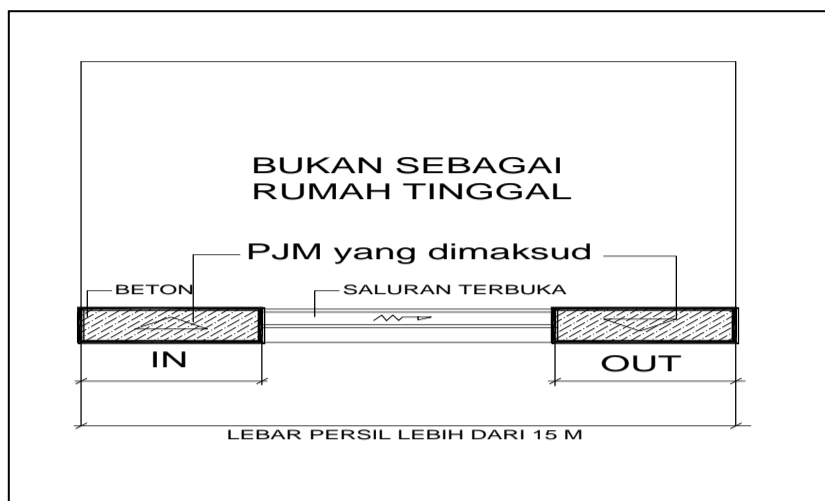 BUKAN SEBAGAI
RUMAH TINGGAL
PJM yang dimaksud
BETON
SALURAN TERBUKA
IN
OUT
LEBAR PERSIL LEBIH DARI 15 M